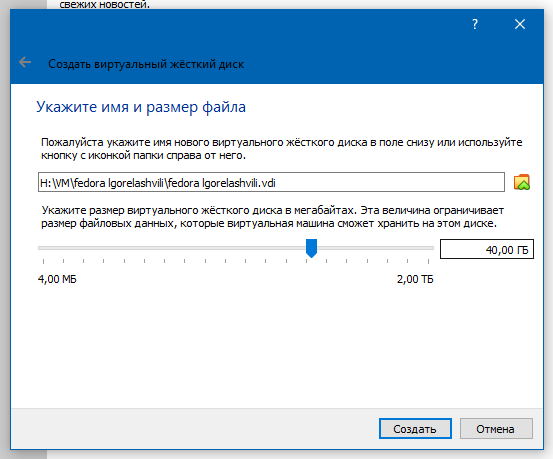 свежих новостей.
?
Создать виртуальный жёсткий диск
Укажите имя и размер файла
Пожалуйста укажите имя нового виртуального жёсткого диска в поле снизу или используйте
кнопку с иконкой папки справа от него.
H:\VM\fedora lgorelashvili\fedora lgorelashvili.vdi
Укажите размер виртуального жёсткого диска в мегабайтах. Эта величина ограничивает
размер файловых данных, которые виртуальная машина сможет хранить на этом диске.
40,00 ГБ
4,00 МБ 2,00 ТБ
Создать Отмена